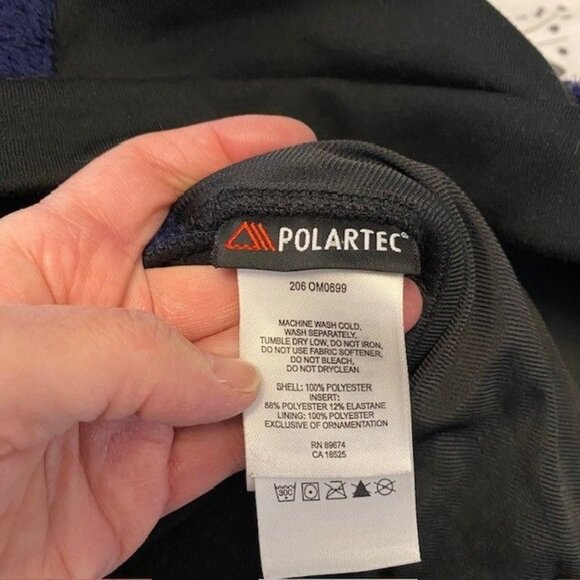 POLARTEC®
206 OM0699
MACHINE WASH COLD,
WASH SEPARATELY,
TUMBLE DRY LOW, DO NOT IRON,
DO NOT USE FABRIC SOFTENER,
DO NOT BLEACH,
DO NOT DRYCLEAN
SHELL: 100% POLYESTER
INSERT:
88% POLYESTER 12% ELASTANE
LINING: 100% POLYESTER
EXCLUSIVE OF ORNAMENTATION
RN 89674
CA 18525
30C